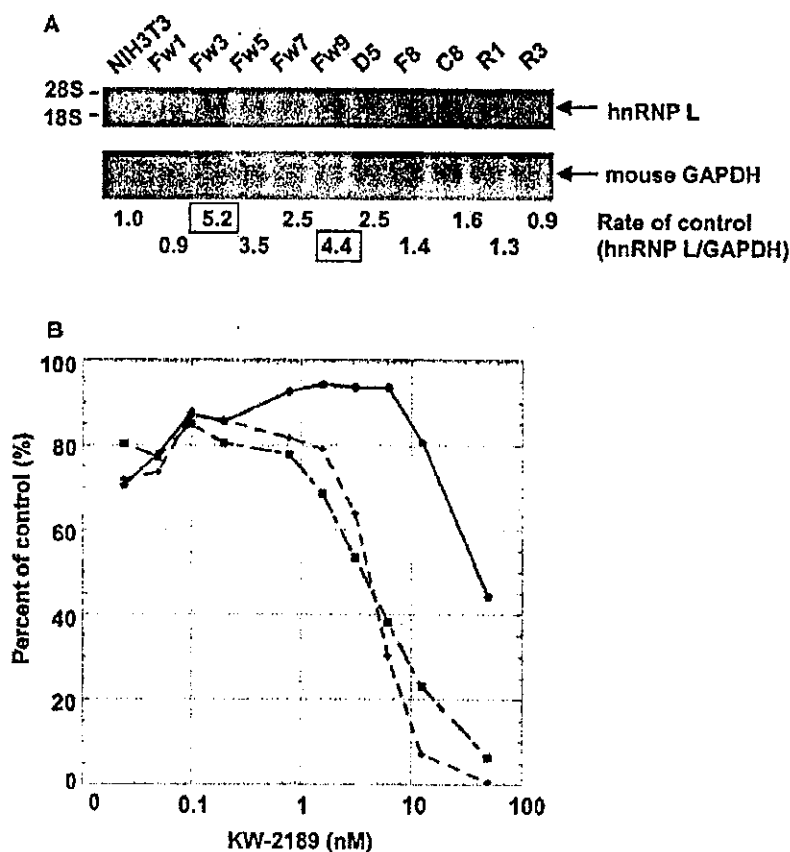 A
NIH3T3 Fw1 Fw3 Fw5 Fw7 Fw9 D5 F8 C8 R1 R3
28S
18S
hnRNP L
mouse GAPDH
1.0 5.2 2.5 2.5 1.6 0.9
0.9 3.5 4.4 1.4 1.3
Rate of control
(hnRNP L/GAPDH)
B
100
80
60
40
20
0
Percent of control (%)
0 0.1 1 10 100
KW-2189 (nM)